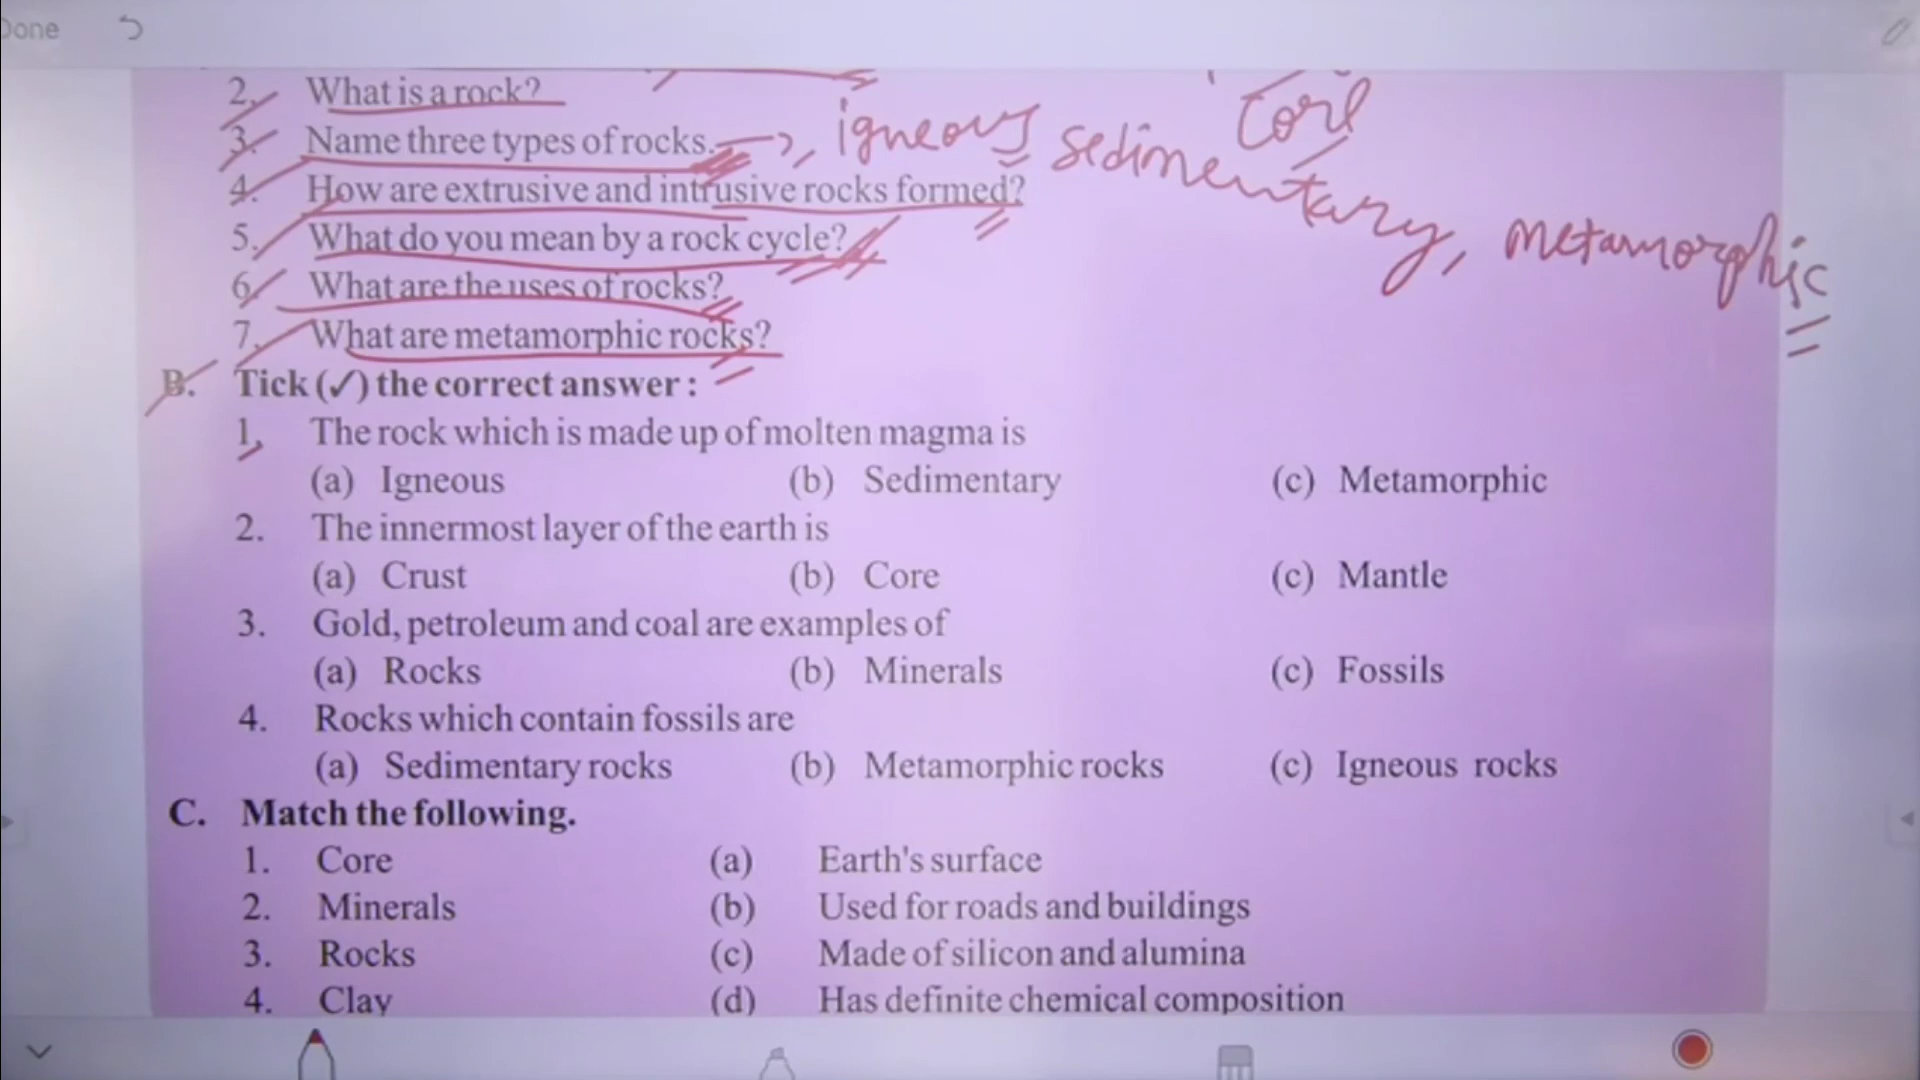 Done
2. What is a rock?
3. Name three types of rocks. igneous sedimentary, metamorphic
Core
4. How are extrusive and intrusive rocks formed?
5. What do you mean by a rock cycle?
6. What are the uses of rocks?
7. What are metamorphic rocks?
B. Tick (✓) the correct answer :
1. The rock which is made up of molten magma is
(a) Igneous (b) Sedimentary (c) Metamorphic
2. The innermost layer of the earth is
(a) Crust (b) Core (c) Mantle
3. Gold, petroleum and coal are examples of
(a) Rocks (b) Minerals (c) Fossils
4. Rocks which contain fossils are
(a) Sedimentary rocks (b) Metamorphic rocks (c) Igneous rocks
C. Match the following.
1. Core (a) Earth's surface
2. Minerals (b) Used for roads and buildings
3. Rocks (c) Made of silicon and alumina
4. Clay (d) Has definite chemical composition